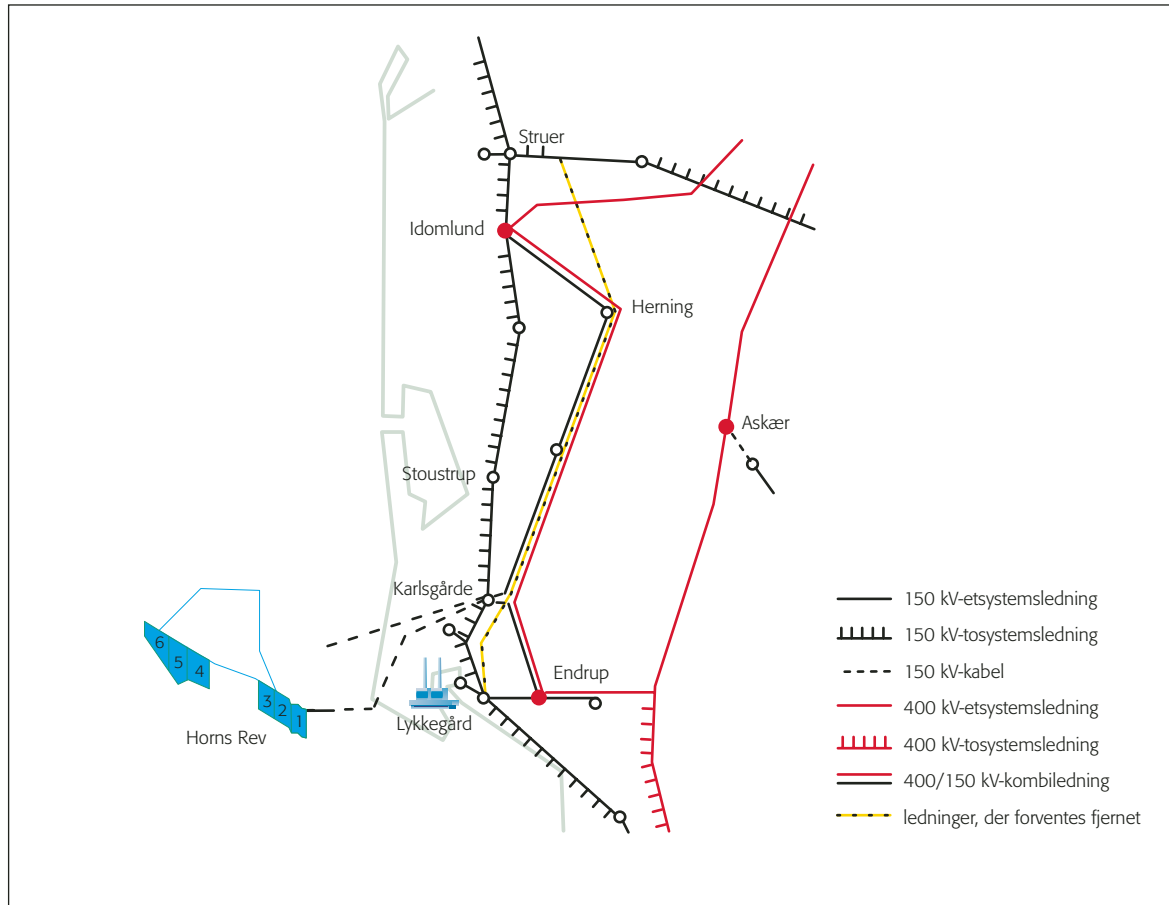 Struer
Idomlund
Herning
Askær
Stoustrup
Karlsgårde
6
5
4
3
2
1
Horns Rev
Lykkegård
Endrup
150 kV-etsystemsledning
150 kV-tosystemsledning
150 kV-kabel
400 kV-etsystemsledning
400 kV-tosystemsledning
400/150 kV-kombiledning
ledninger, der forventes fjernet